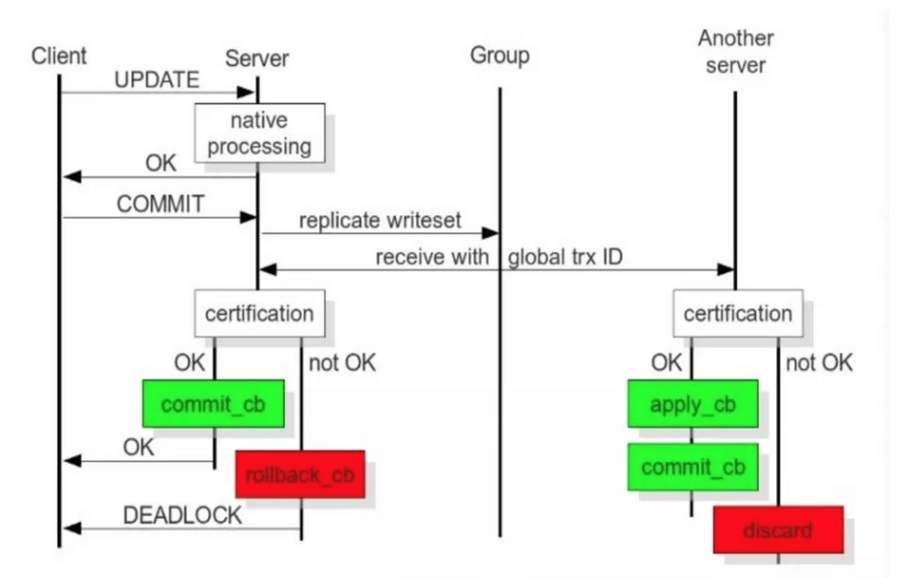 Client
Server
Group
Another
server
UPDATE
native
processing
OK
COMMIT
replicate writeset
receive with global trx ID
certification
certification
OK
not OK
OK
not OK
commit_cb
apply_cb
OK
rollback_cb
commit_cb
DEADLOCK
discard